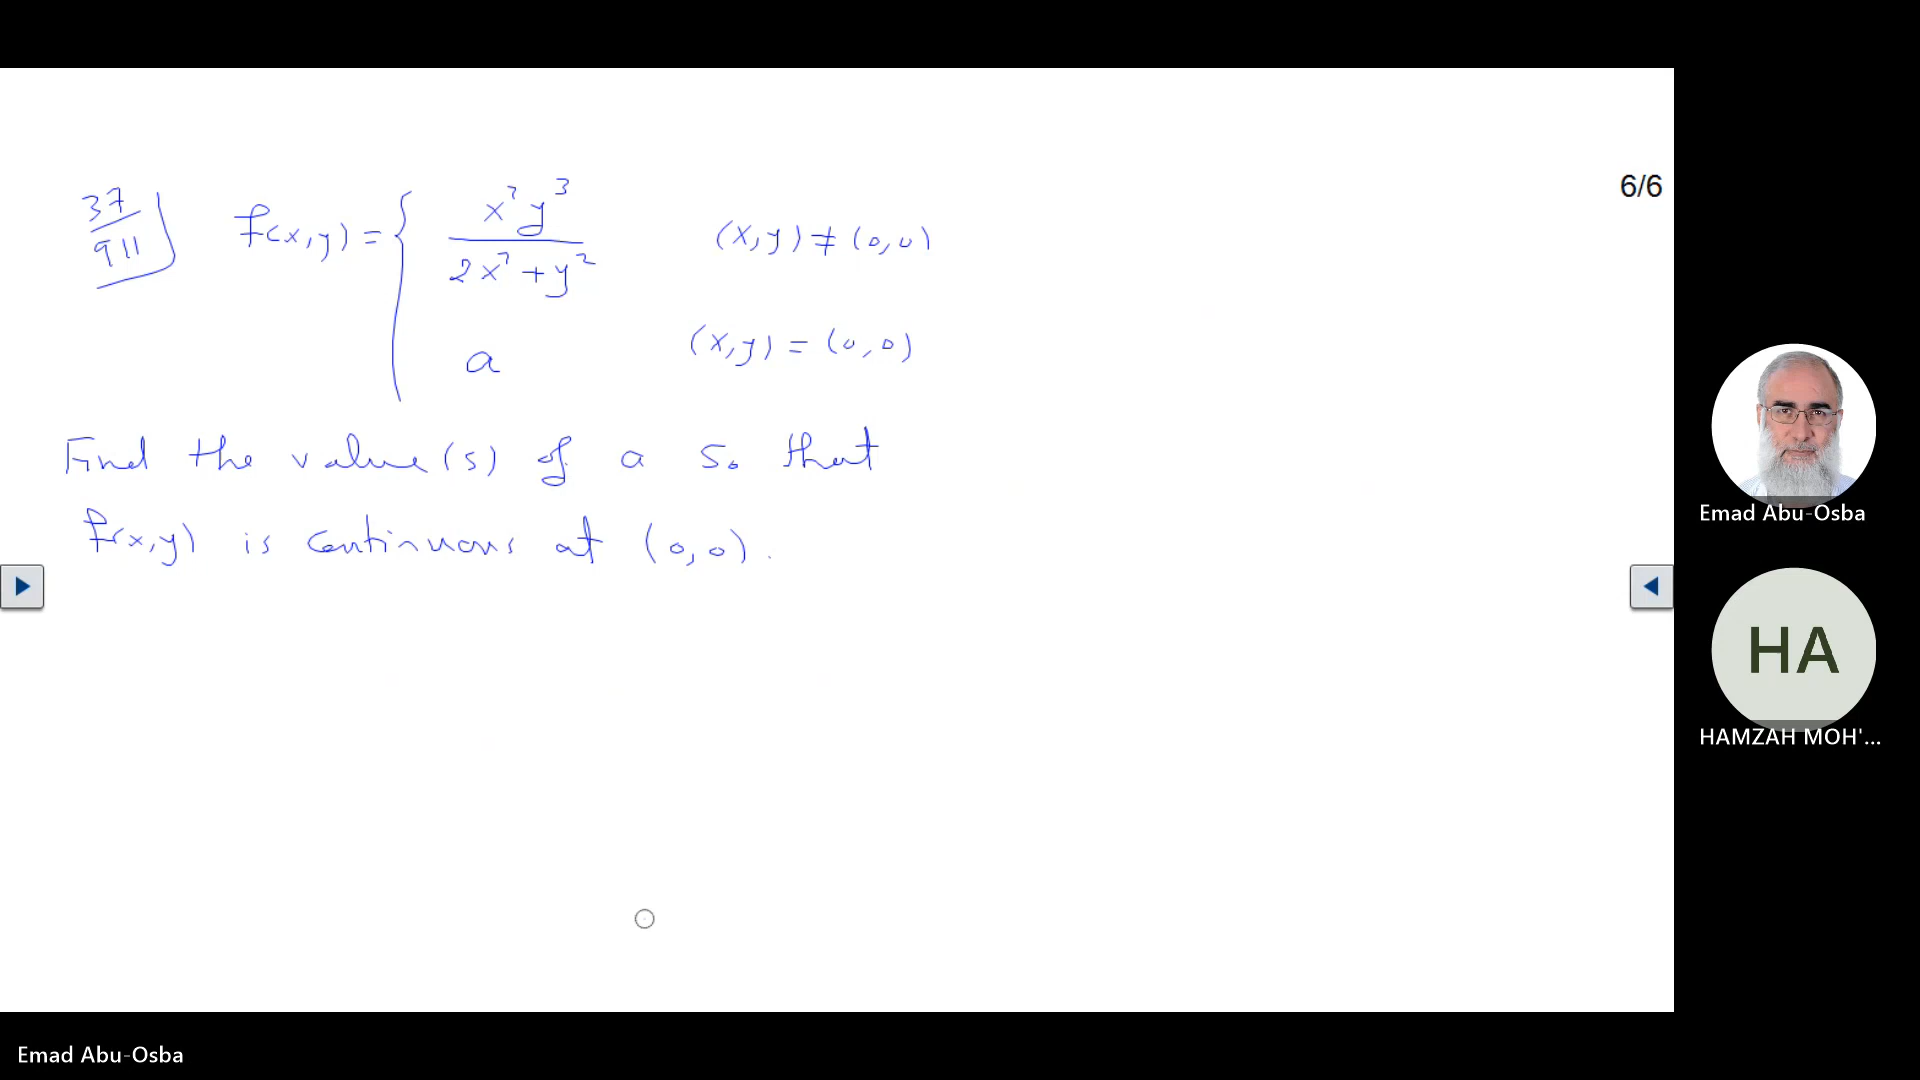 6/6
37/911) f(x,y) = { x²y³ / 2x²+y²   (x,y) ≠ (0,0)
a   (x,y) = (0,0)
Find the value(s) of a so that
f(x,y) is continuous at (0,0).
Emad Abu-Osba
HA
HAMZAH MOH'...
Emad Abu-Osba